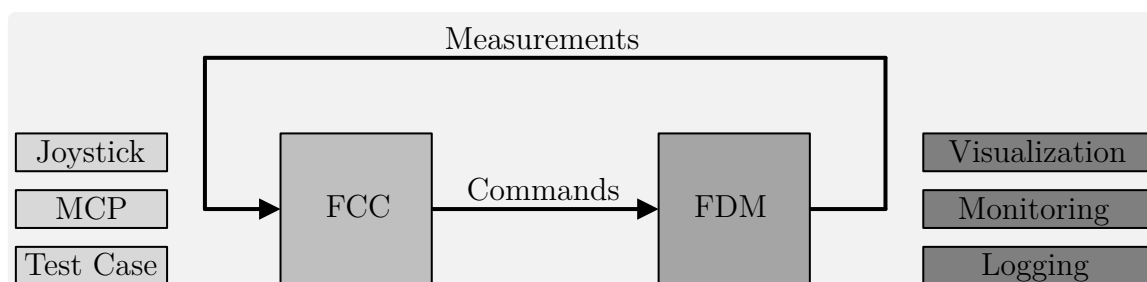 Measurements
Joystick
MCP
Test Case
FCC
Commands
FDM
Visualization
Monitoring
Logging